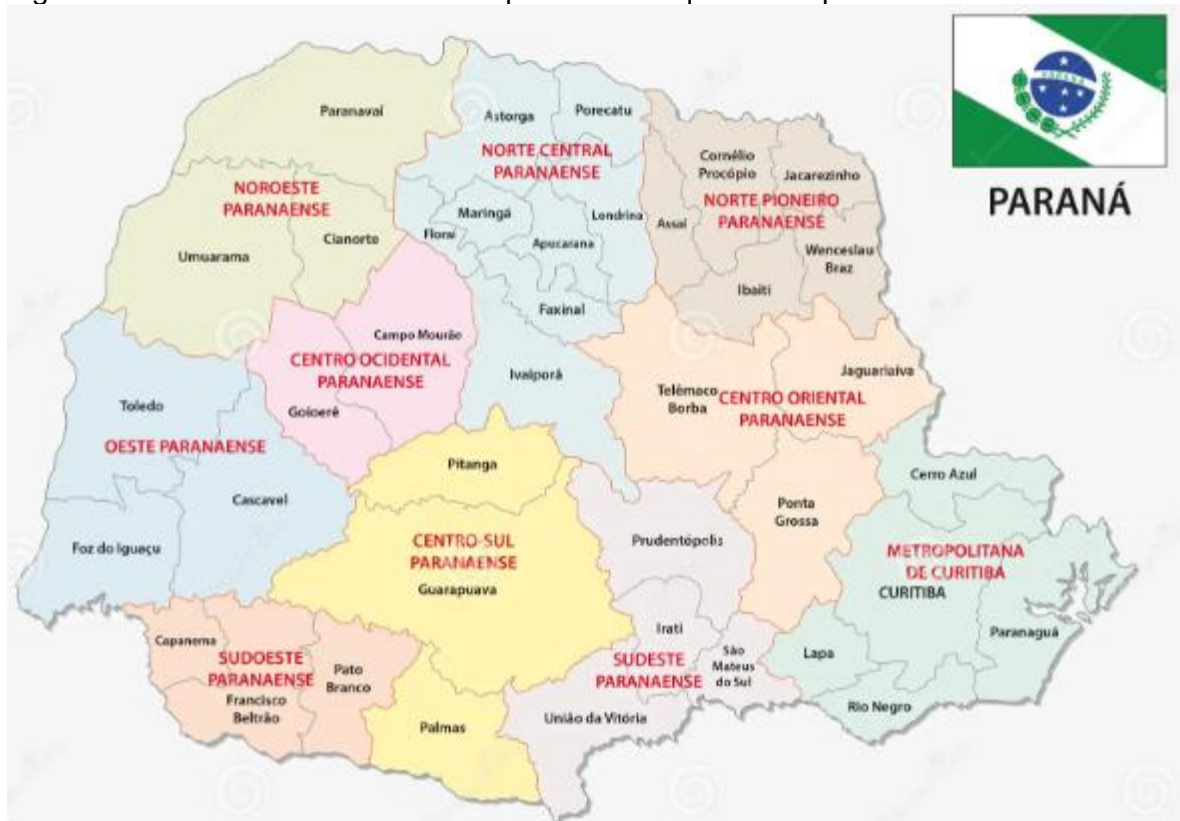 PARANÁ
Paranavaí
Astorga
Porecatu
NORTE CENTRAL
PARANAENSE
Cornélio
Procópio
Jacarezinho
NOROESTE
PARANAENSE
NORTE PIONEIRO
PARANAENSE
Maringá
Londrina
Assaí
Floraí
Cianorte
Apucarana
Umuarama
Wenceslau
Braz
Ibaiti
Faxinal
Campo Mourão
CENTRO OCIDENTAL
PARANAENSE
Ivaiporã
Jaguariaíva
Telêmaco
Borba
CENTRO ORIENTAL
PARANAENSE
Toledo
Goioerê
OESTE PARANAENSE
Pitanga
Cerro Azul
Cascavel
Ponta
Grossa
Foz do Iguaçu
CENTRO-SUL
PARANAENSE
Prudentópolis
METROPOLITANA
DE CURITIBA
Guarapuava
CURITIBA
Capanema
Irati
Paranaguá
SUDOESTE
PARANAENSE
Pato
Branco
SUDESTE
PARANAENSE
São
Mateus
do Sul
Lapa
Francisco
Beltrão
Palmas
União da Vitória
Rio Negro